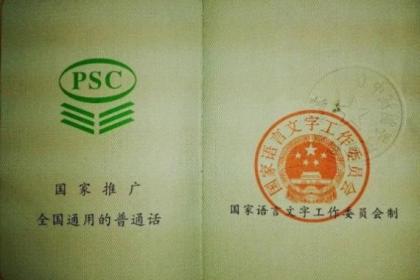 PSC
国家推广
全国通用的普通话
国家语言文字工作委员会
国家语言文字工作委员会制